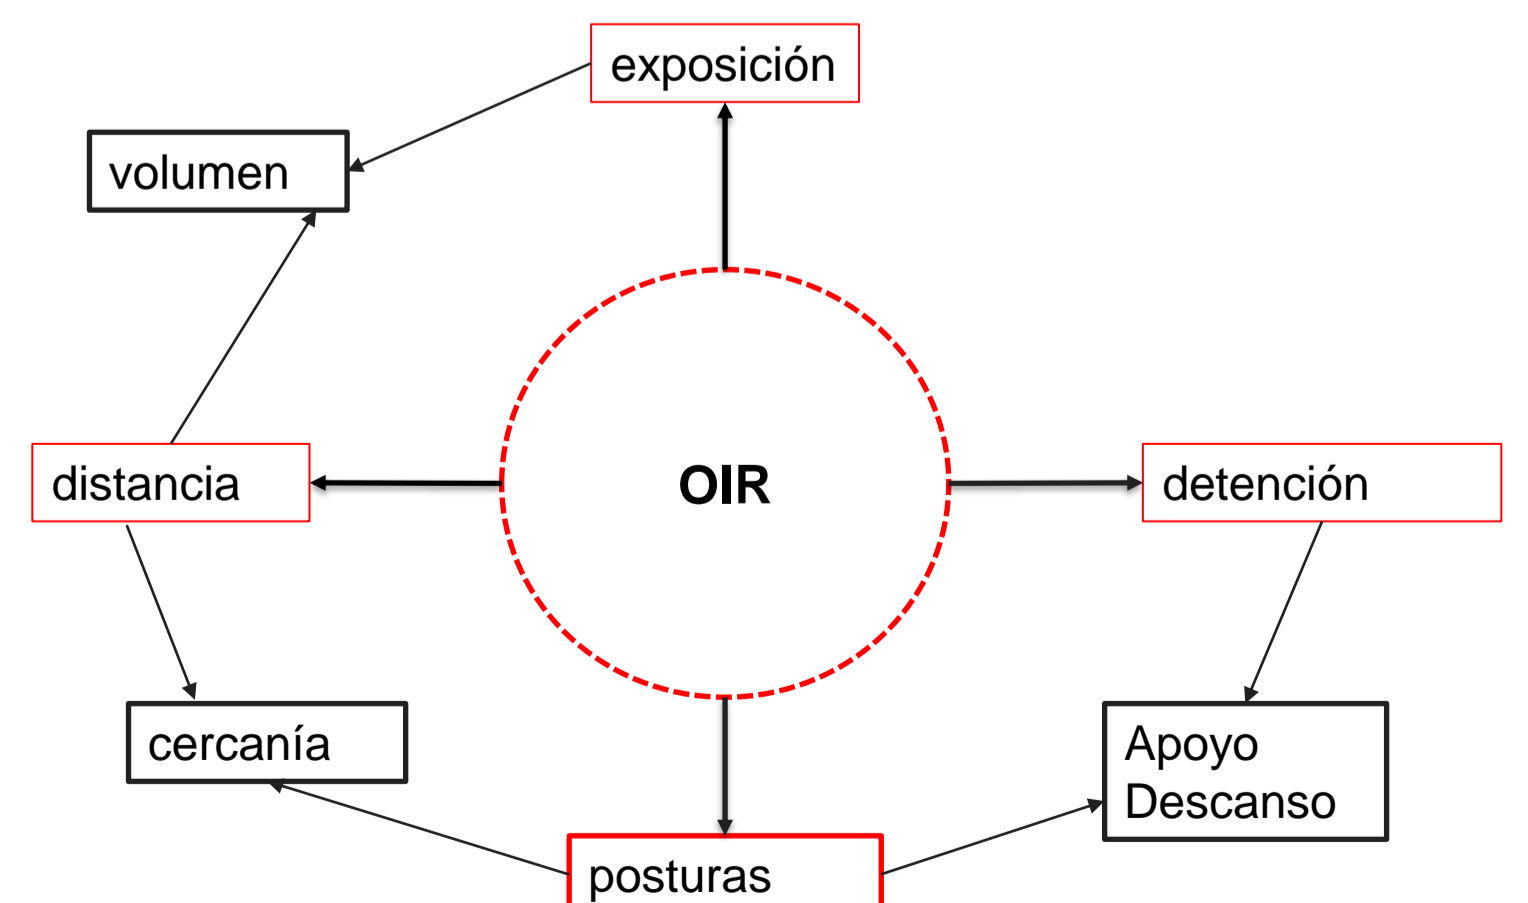 exposición
volumen
distancia
OIR
detención
cercanía
Apoyo
Descanso
posturas